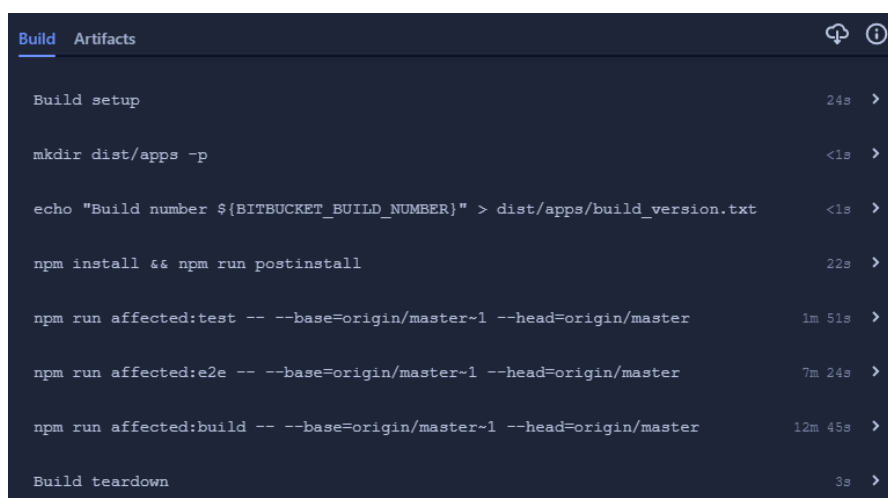 Build Artifacts
Build setup 24s
mkdir dist/apps -p <1s
echo "Build number ${BITBUCKET_BUILD_NUMBER}" > dist/apps/build_version.txt <1s
npm install && npm run postinstall 22s
npm run affected:test -- --base=origin/master~1 --head=origin/master 1m 51s
npm run affected:e2e -- --base=origin/master~1 --head=origin/master 7m 24s
npm run affected:build -- --base=origin/master~1 --head=origin/master 12m 45s
Build teardown 3s